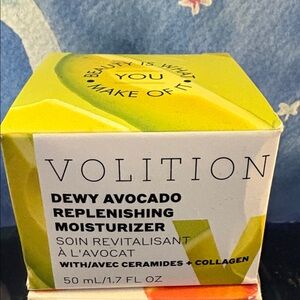 BEAUTY IS WHAT
YOU
MAKE OF IT
VOLITION
DEWY AVOCADO
REPLENISHING
MOISTURIZER
SOIN REVITALISANT
À L'AVOCAT
WITH/AVEC CERAMIDES + COLLAGEN
50 mL/1.7 FL OZ
V